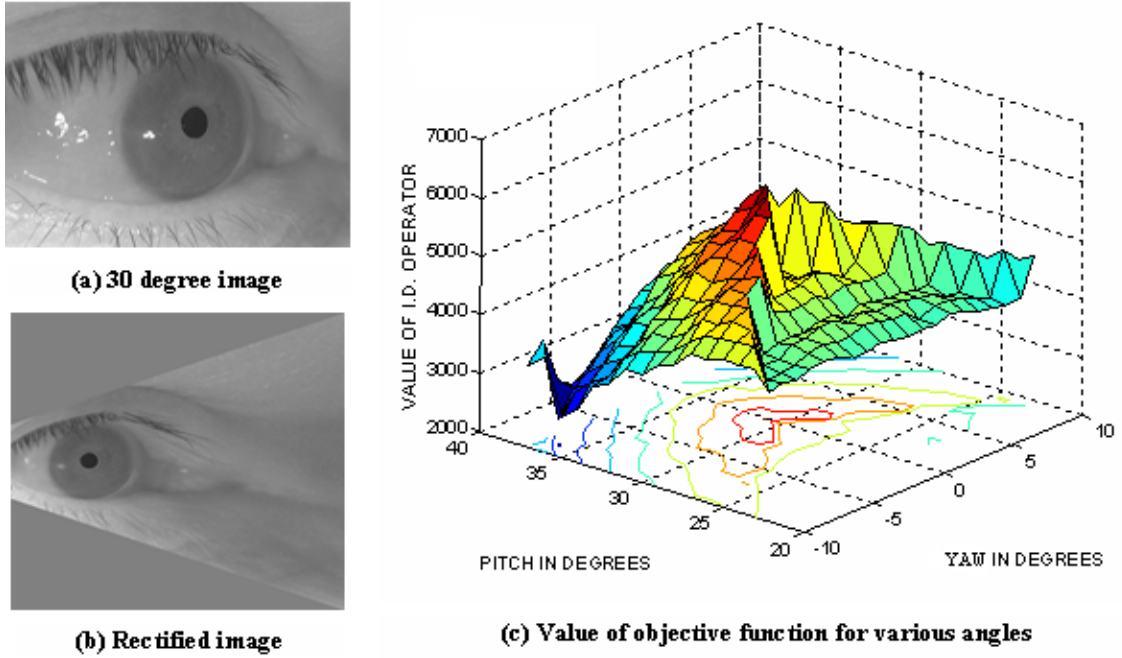 (a) 30 degree image
(b) Rectified image
VALUE OF I.D. OPERATOR
7000
6000
5000
4000
3000
2000
40
35
30
25
20
PITCH IN DEGREES
-10
-5
0
5
10
YAW IN DEGREES
(c) Value of objective function for various angles